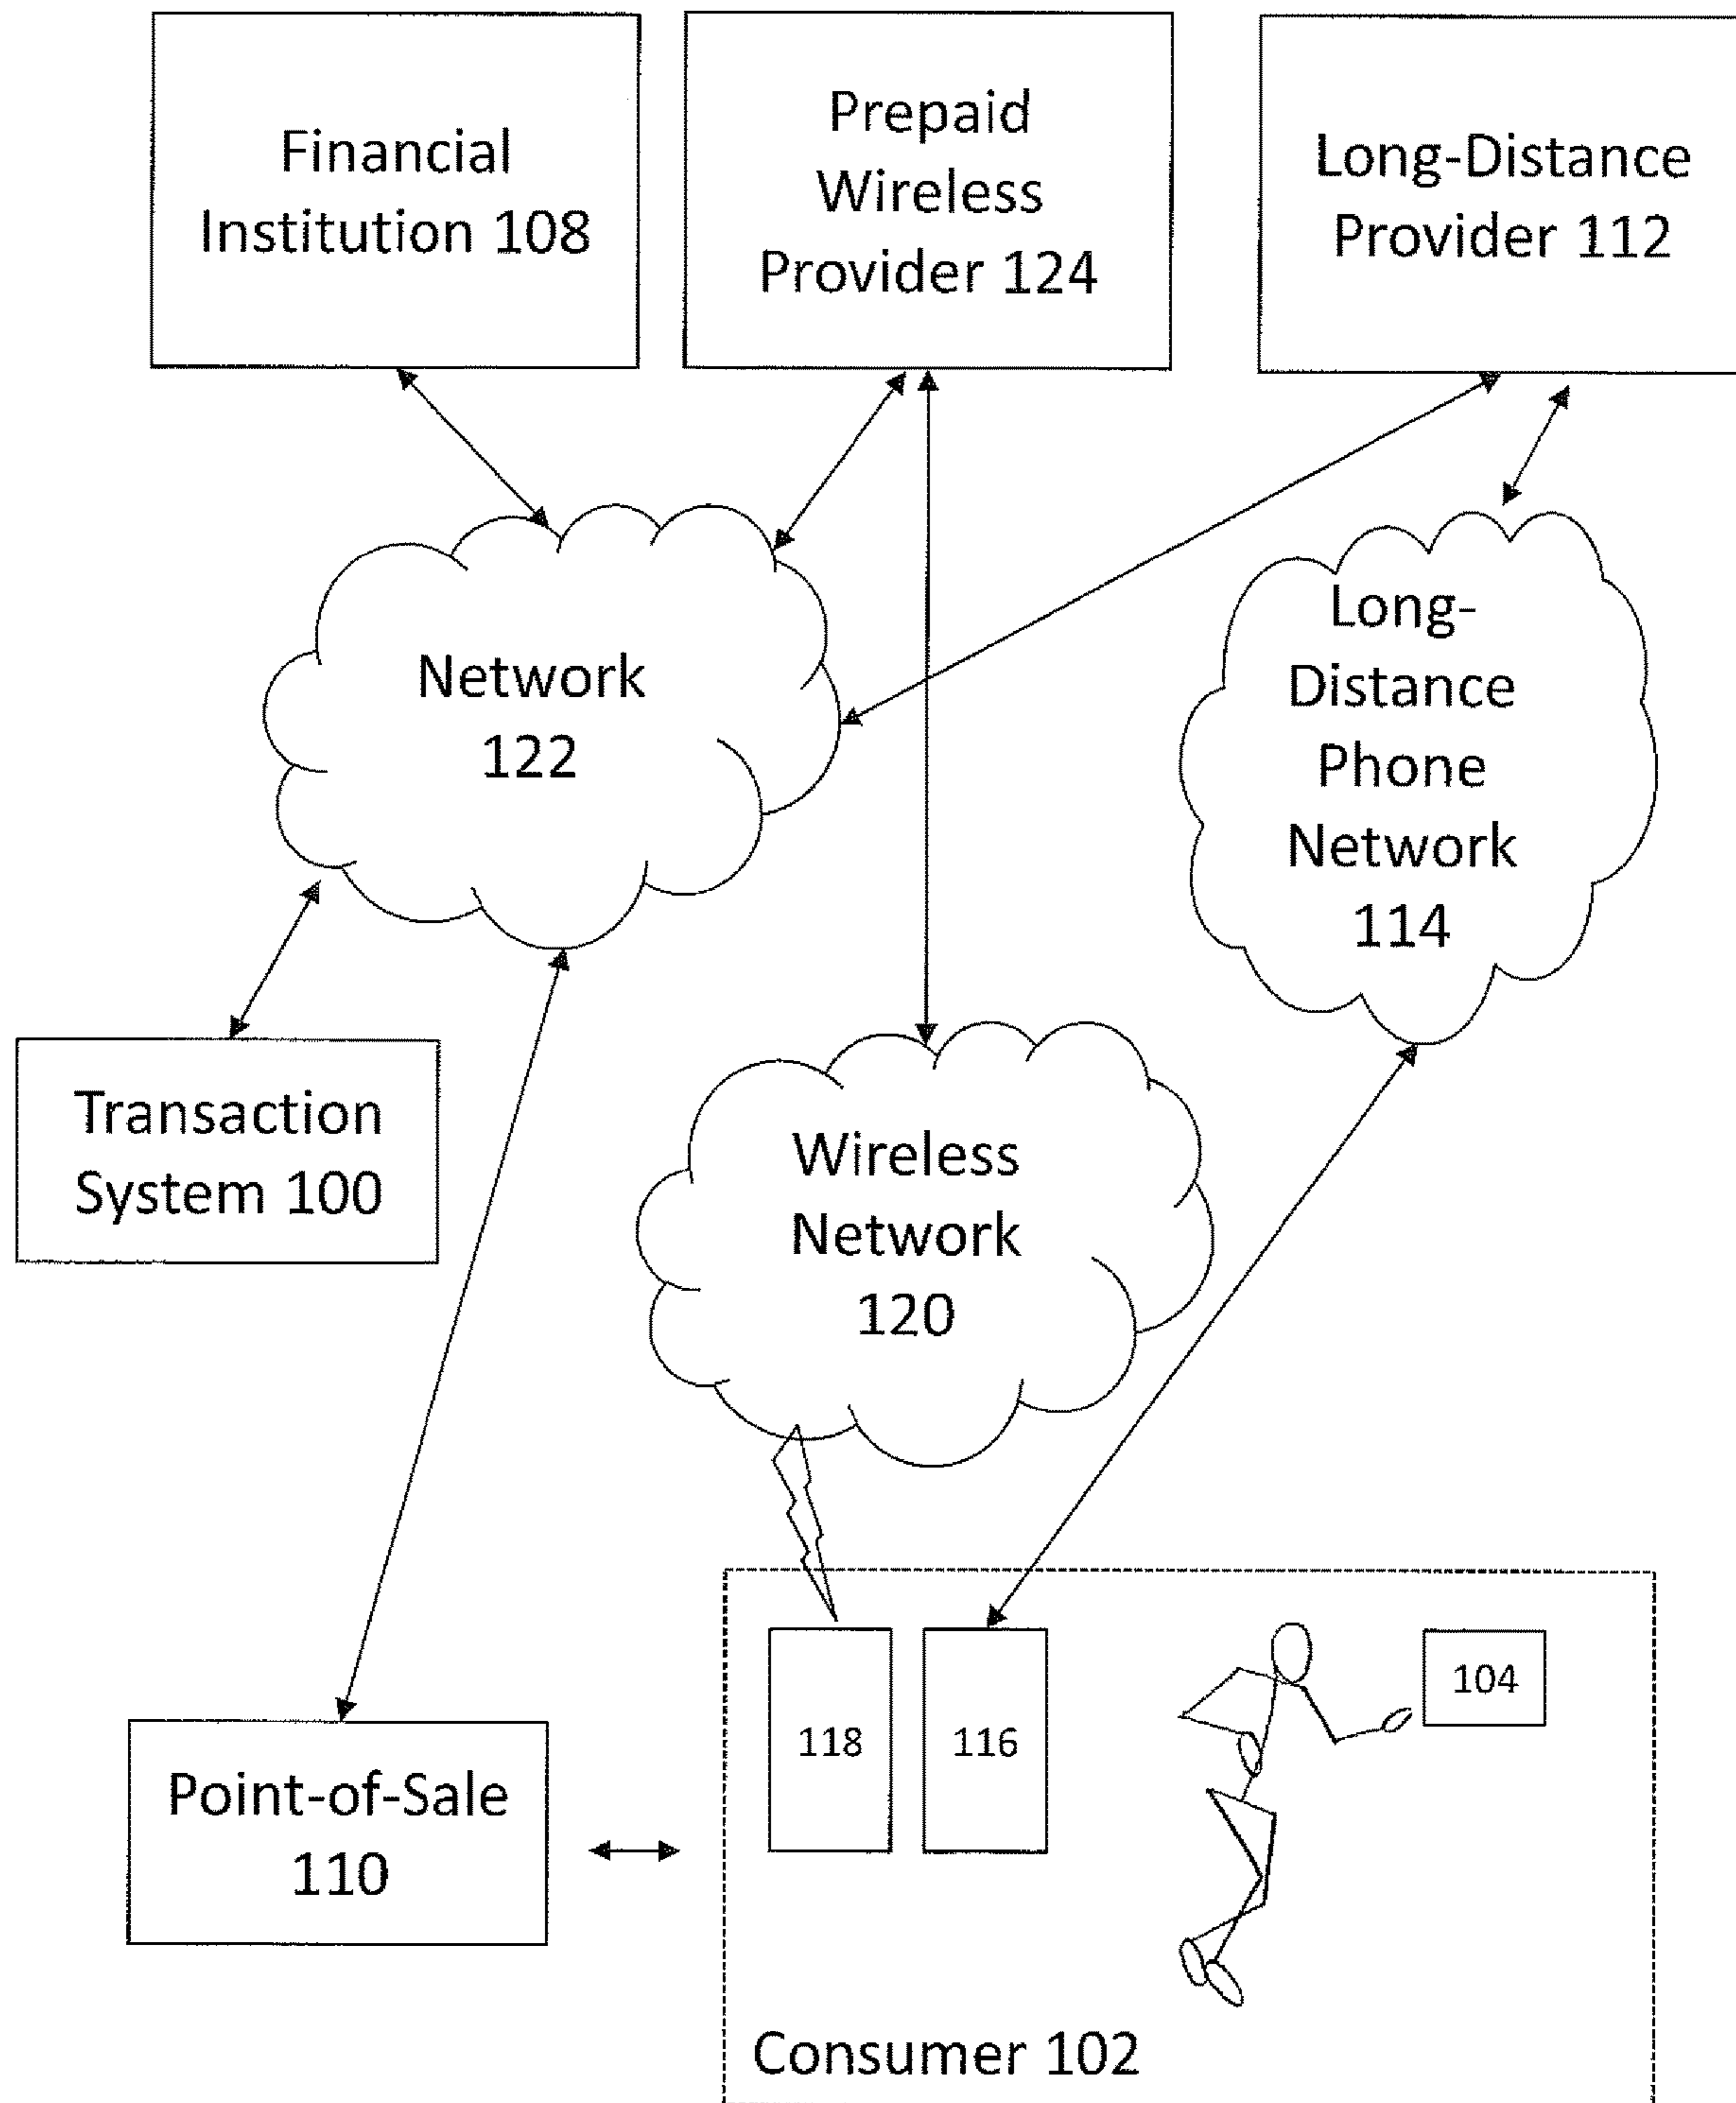 Financial
Institution 108
Prepaid
Wireless
Provider 124
Long-Distance
Provider 112
Network
122
Long-
Distance
Phone
Network
114
Transaction
System 100
Wireless
Network
120
Point-of-Sale
110
118
116
104
Consumer 102